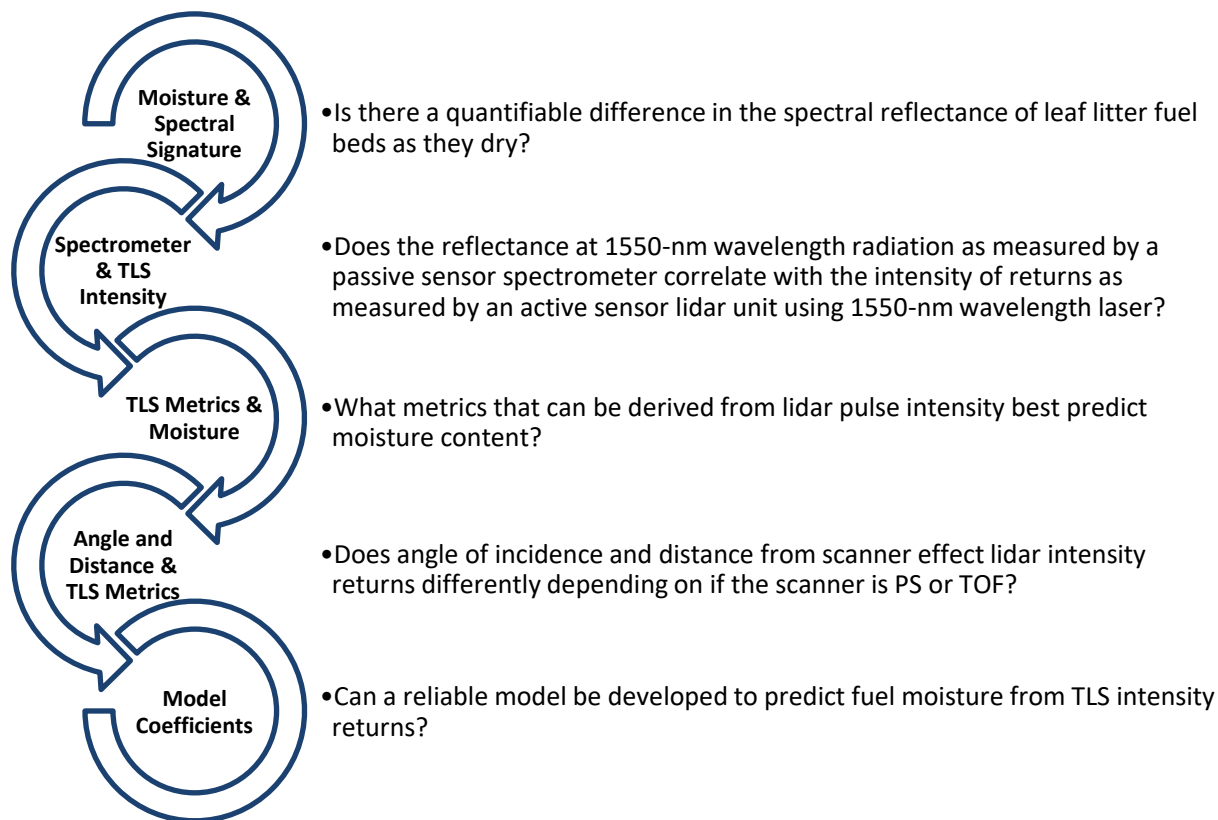 Moisture &
Spectral
Signature
•Is there a quantifiable difference in the spectral reflectance of leaf litter fuel
beds as they dry?
Spectrometer
& TLS
Intensity
•Does the reflectance at 1550-nm wavelength radiation as measured by a
passive sensor spectrometer correlate with the intensity of returns as
measured by an active sensor lidar unit using 1550-nm wavelength laser?
TLS Metrics &
Moisture
•What metrics that can be derived from lidar pulse intensity best predict
moisture content?
Angle and
Distance &
TLS Metrics
•Does angle of incidence and distance from scanner effect lidar intensity
returns differently depending on if the scanner is PS or TOF?
Model
Coefficients
•Can a reliable model be developed to predict fuel moisture from TLS intensity
returns?